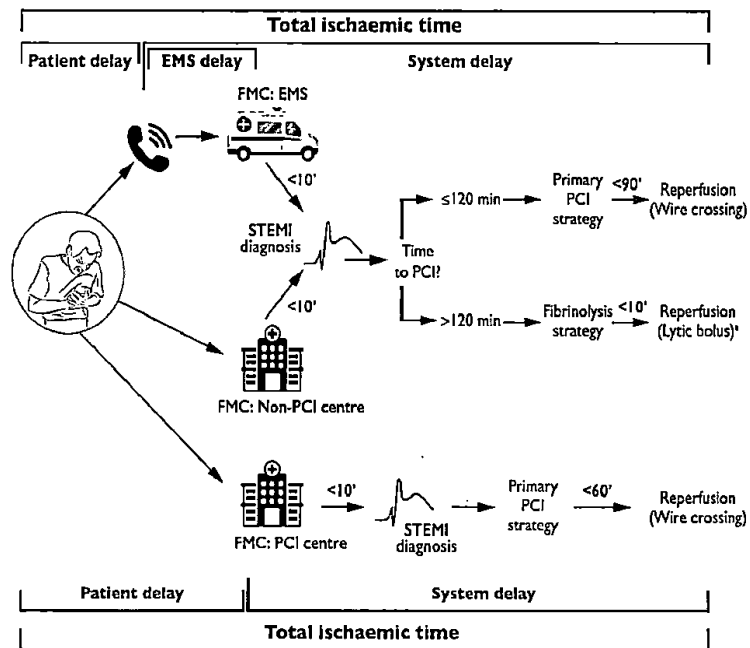 Total ischaemic time
Patient delay
EMS delay
System delay
FMC: EMS
<10'
STEMI
diagnosis
<10'
Time
to PCI?
≤120 min
Primary
PCI
strategy
<90'
Reperfusion
(Wire crossing)
>120 min
Fibrinolysis
strategy
<10'
Reperfusion
(Lytic bolus)ª
FMC: Non-PCI centre
<10'
STEMI
diagnosis
Primary
PCI
strategy
<60'
Reperfusion
(Wire crossing)
FMC: PCI centre
Patient delay
System delay
Total ischaemic time